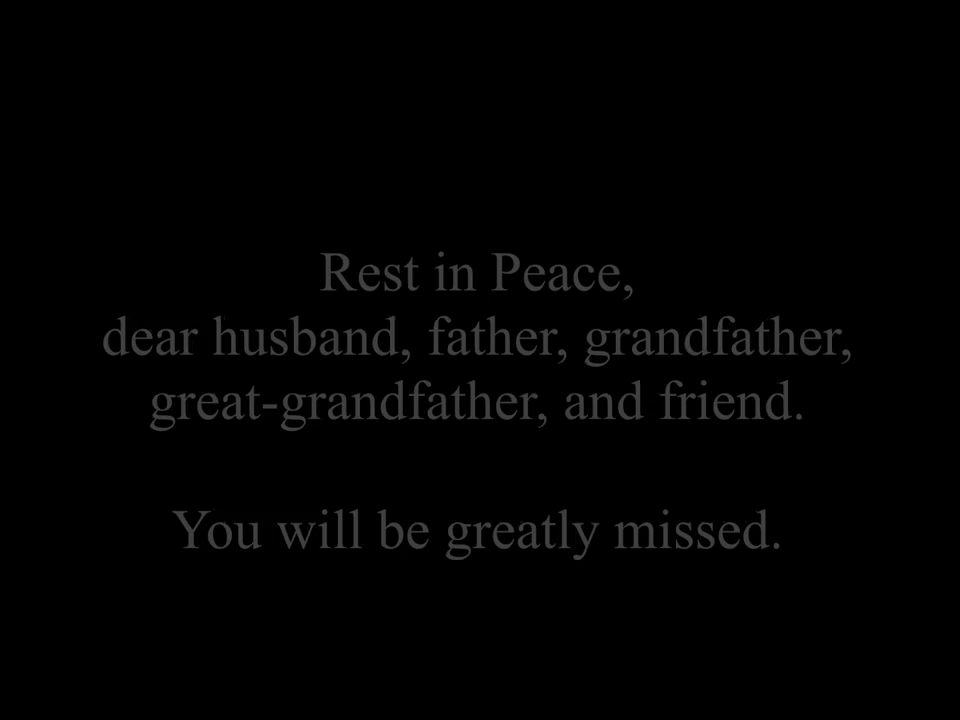 Rest in Peace,
dear husband, father, grandfather,
great-grandfather, and friend.
You will be greatly missed.